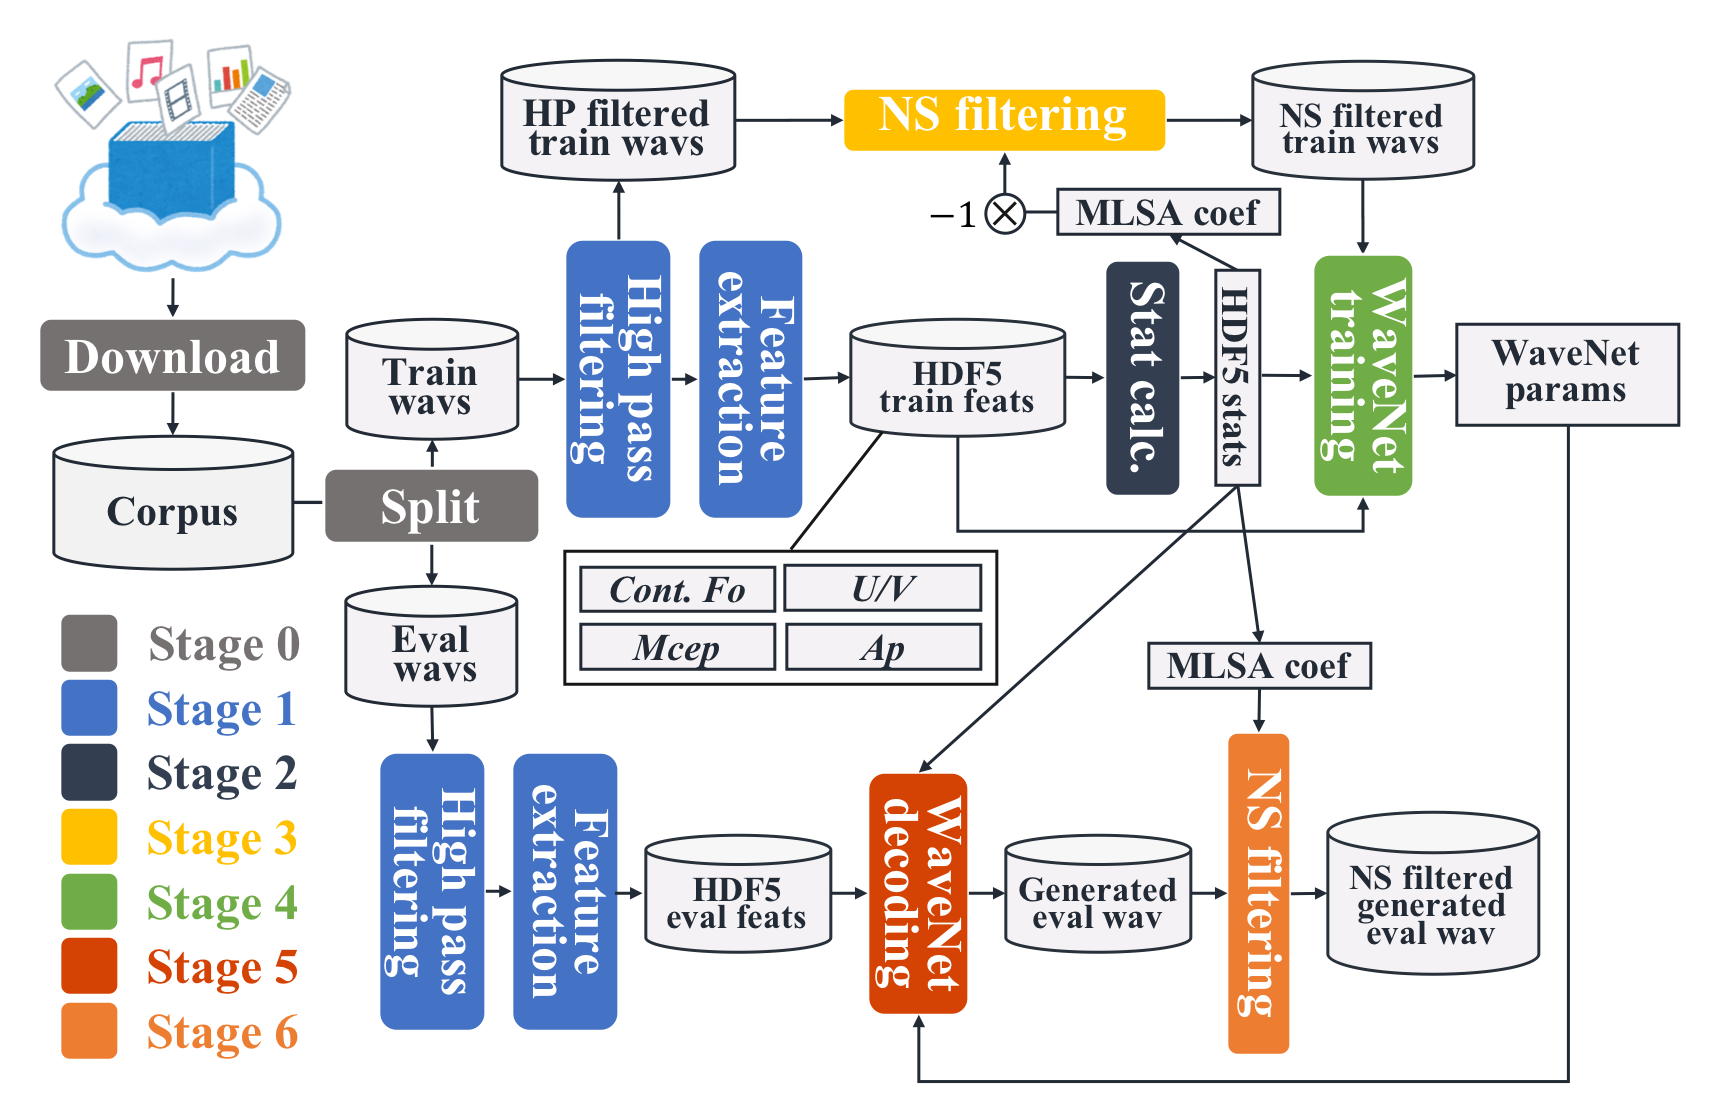 HP filtered
train wavs
NS filtering
NS filtered
train wavs
−1
MLSA coef
Download
Train
wavs
High pass
filtering
Feature
extraction
HDF5
train feats
Stat calc.
HDF5 stats
WaveNet
training
WaveNet
params
Corpus
Split
Cont. Fo
U/V
Mcep
Ap
Eval
wavs
MLSA coef
High pass
filtering
Feature
extraction
HDF5
eval feats
WaveNet
decoding
Generated
eval wav
NS filtering
NS filtered
generated
eval wav
Stage 0
Stage 1
Stage 2
Stage 3
Stage 4
Stage 5
Stage 6